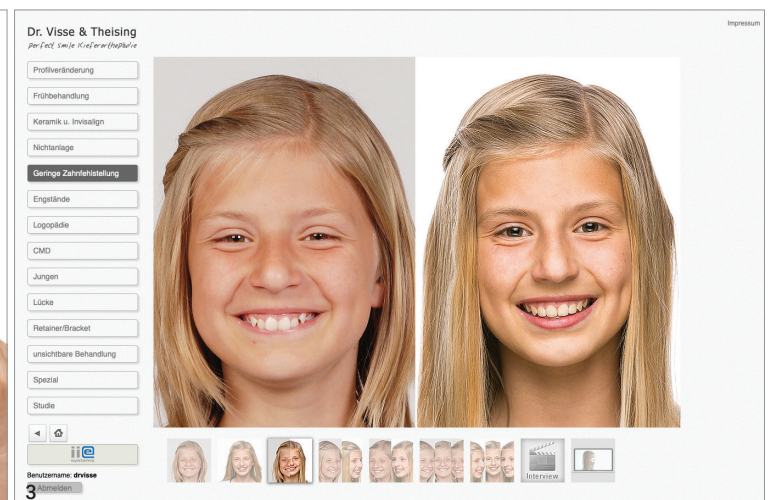 Impressum
Dr. Visse & Theising
perfect smile Kieferorthopädie
Profilveränderung
Frühbehandlung
Keramik u. Invisalign
Nichtanlage
Geringe Zahnfehlstellung
Engstände
Logopädie
CMD
Jungen
Lücke
Retainer/Bracket
unsichtbare Behandlung
Spezial
Studie
iie
Interview
Benutzername: drvisse
Abmelden
3